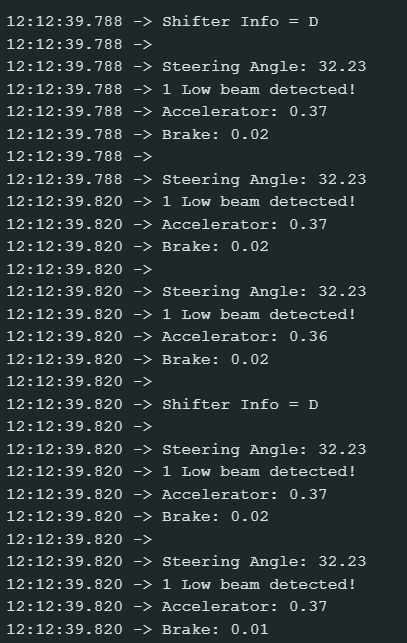 12:12:39.788 -> Shifter Info = D
12:12:39.788 ->
12:12:39.788 -> Steering Angle: 32.23
12:12:39.788 -> 1 Low beam detected!
12:12:39.788 -> Accelerator: 0.37
12:12:39.788 -> Brake: 0.02
12:12:39.788 ->
12:12:39.788 -> Steering Angle: 32.23
12:12:39.820 -> 1 Low beam detected!
12:12:39.820 -> Accelerator: 0.37
12:12:39.820 -> Brake: 0.02
12:12:39.820 ->
12:12:39.820 -> Steering Angle: 32.23
12:12:39.820 -> 1 Low beam detected!
12:12:39.820 -> Accelerator: 0.36
12:12:39.820 -> Brake: 0.02
12:12:39.820 ->
12:12:39.820 -> Shifter Info = D
12:12:39.820 ->
12:12:39.820 -> Steering Angle: 32.23
12:12:39.820 -> 1 Low beam detected!
12:12:39.820 -> Accelerator: 0.37
12:12:39.820 -> Brake: 0.02
12:12:39.820 ->
12:12:39.820 -> Steering Angle: 32.23
12:12:39.820 -> 1 Low beam detected!
12:12:39.820 -> Accelerator: 0.37
12:12:39.820 -> Brake: 0.01